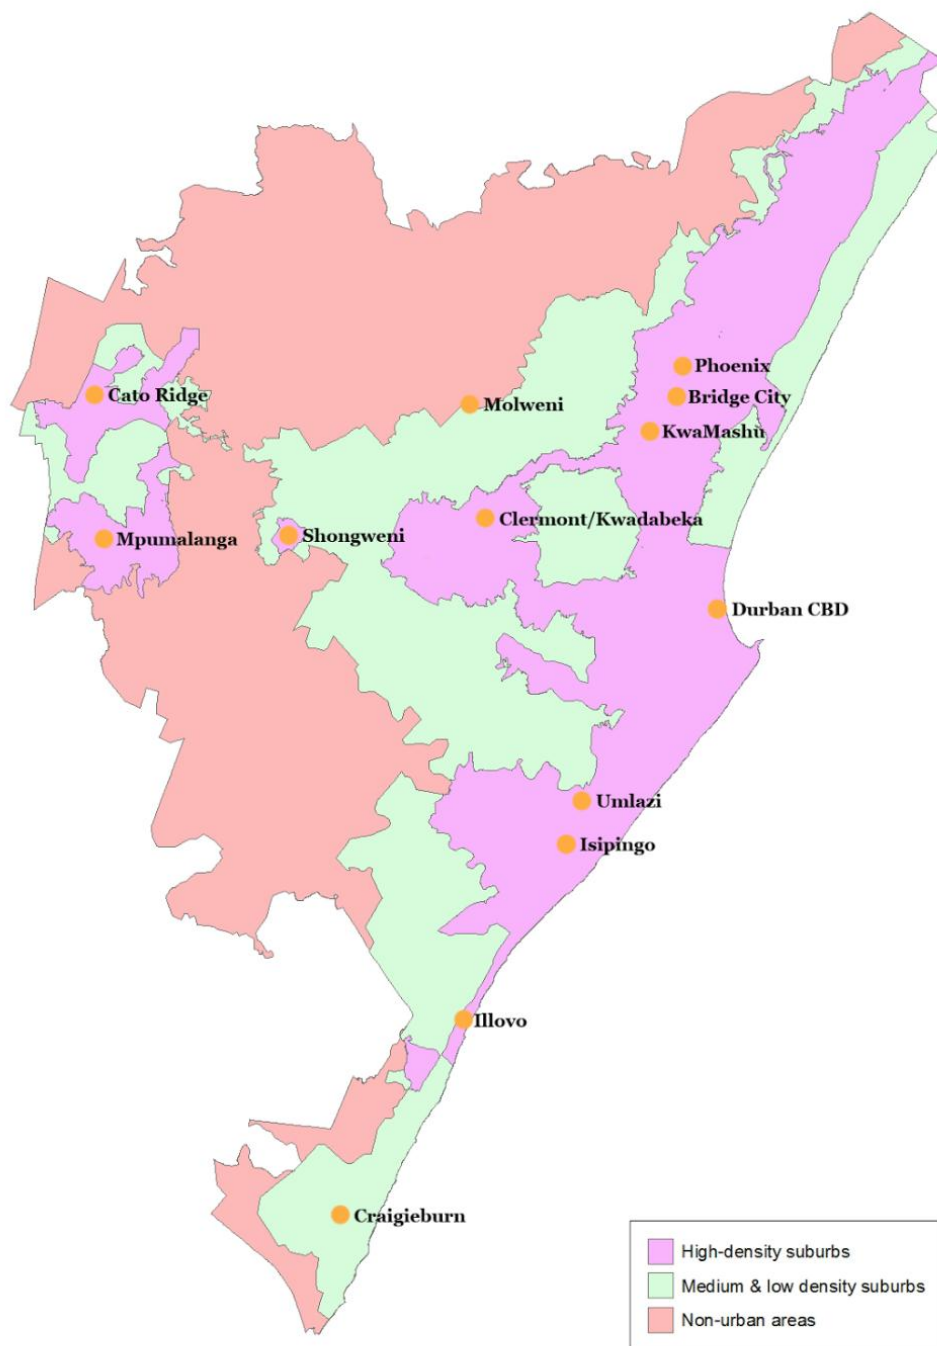 Phoenix
Cato Ridge
Bridge City
Molweni
KwaMashu
Clermont/Kwadabeka
Shongweni
Mpumalanga
Durban CBD
Umlazi
Isipingo
Illovo
Craigieburn
High-density suburbs
Medium & low density suburbs
Non-urban areas